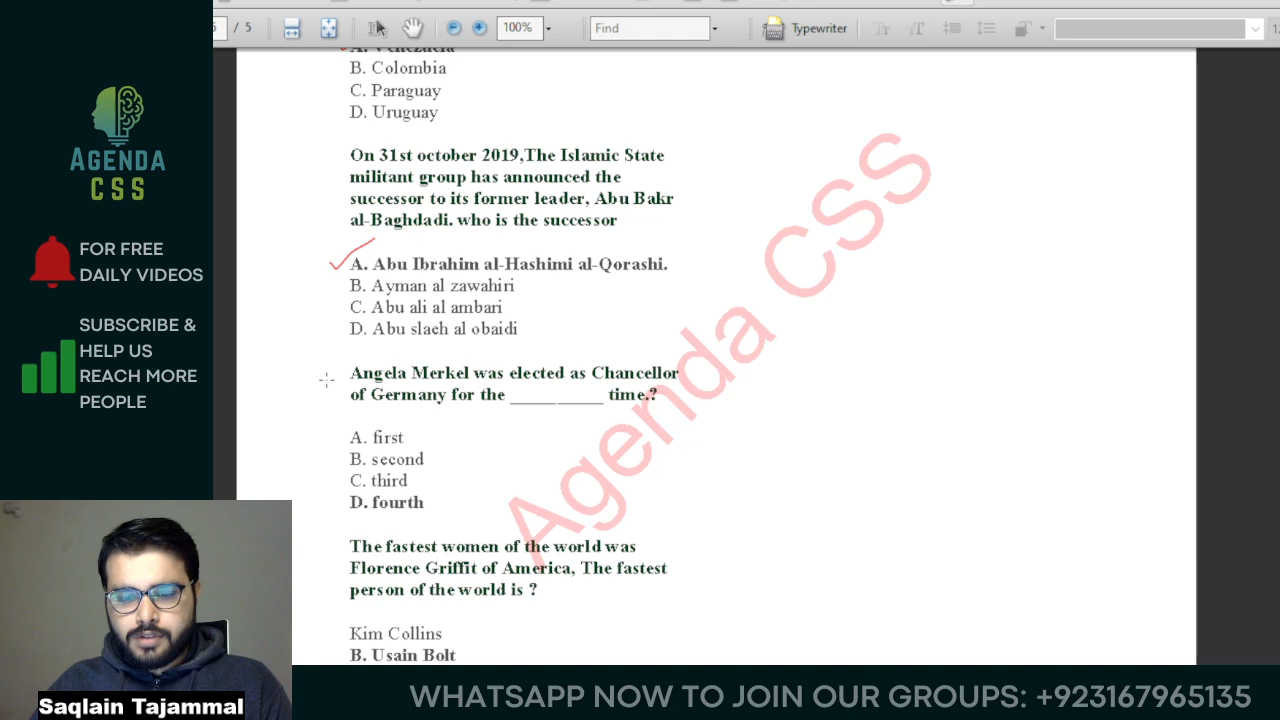 5 / 5
100%
Find
Typewriter
A. Venezuela
B. Colombia
C. Paraguay
D. Uruguay
On 31st october 2019,The Islamic State
militant group has announced the
successor to its former leader, Abu Bakr
al-Baghdadi. who is the successor
A. Abu Ibrahim al-Hashimi al-Qorashi.
B. Ayman al zawahiri
C. Abu ali al ambari
D. Abu slaeh al obaidi
Angela Merkel was elected as Chancellor
of Germany for the __________ time.?
A. first
B. second
C. third
D. fourth
The fastest women of the world was
Florence Griffit of America, The fastest
person of the world is ?
Kim Collins
B. Usain Bolt
Agenda CSS
AGENDA
CSS
FOR FREE
DAILY VIDEOS
SUBSCRIBE &
HELP US
REACH MORE
PEOPLE
Saqlain Tajammal
WHATSAPP NOW TO JOIN OUR GROUPS: +923167965135